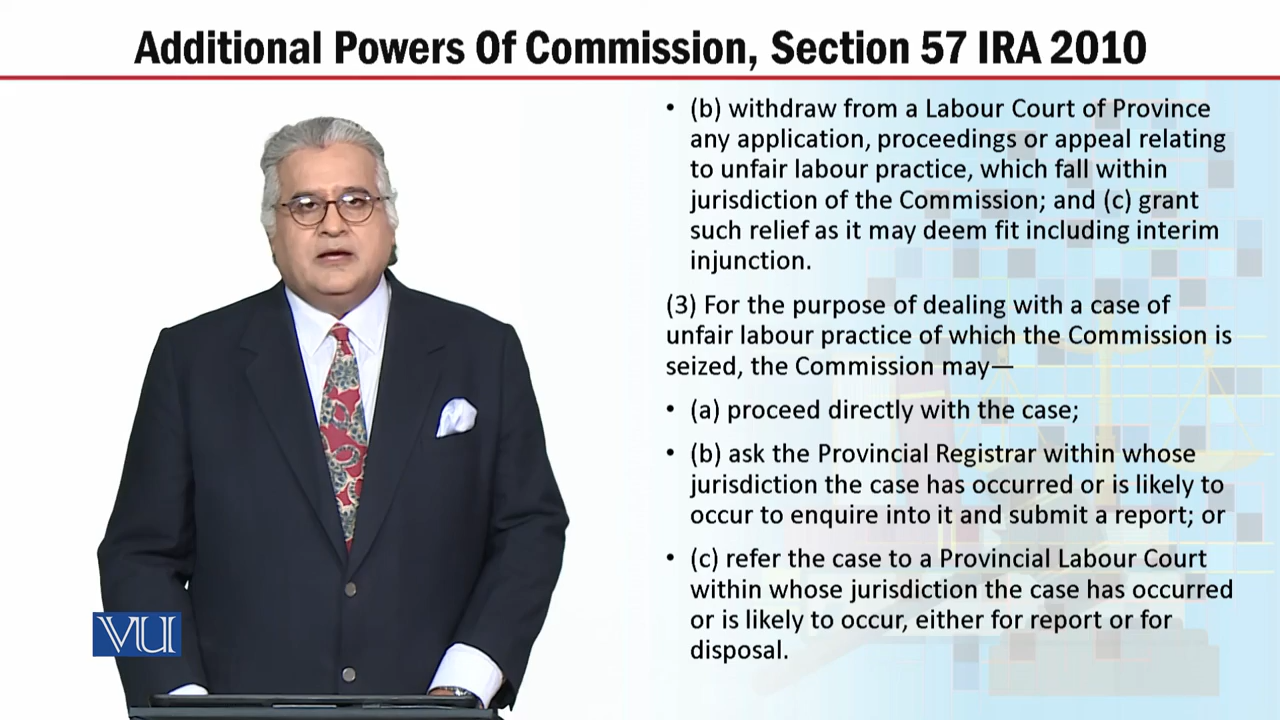 Additional Powers Of Commission, Section 57 IRA 2010
• (b) withdraw from a Labour Court of Province
any application, proceedings or appeal relating
to unfair labour practice, which fall within
jurisdiction of the Commission; and (c) grant
such relief as it may deem fit including interim
injunction.
(3) For the purpose of dealing with a case of
unfair labour practice of which the Commission is
seized, the Commission may—
• (a) proceed directly with the case;
• (b) ask the Provincial Registrar within whose
jurisdiction the case has occurred or is likely to
occur to enquire into it and submit a report; or
• (c) refer the case to a Provincial Labour Court
within whose jurisdiction the case has occurred
or is likely to occur, either for report or for
disposal.
VU